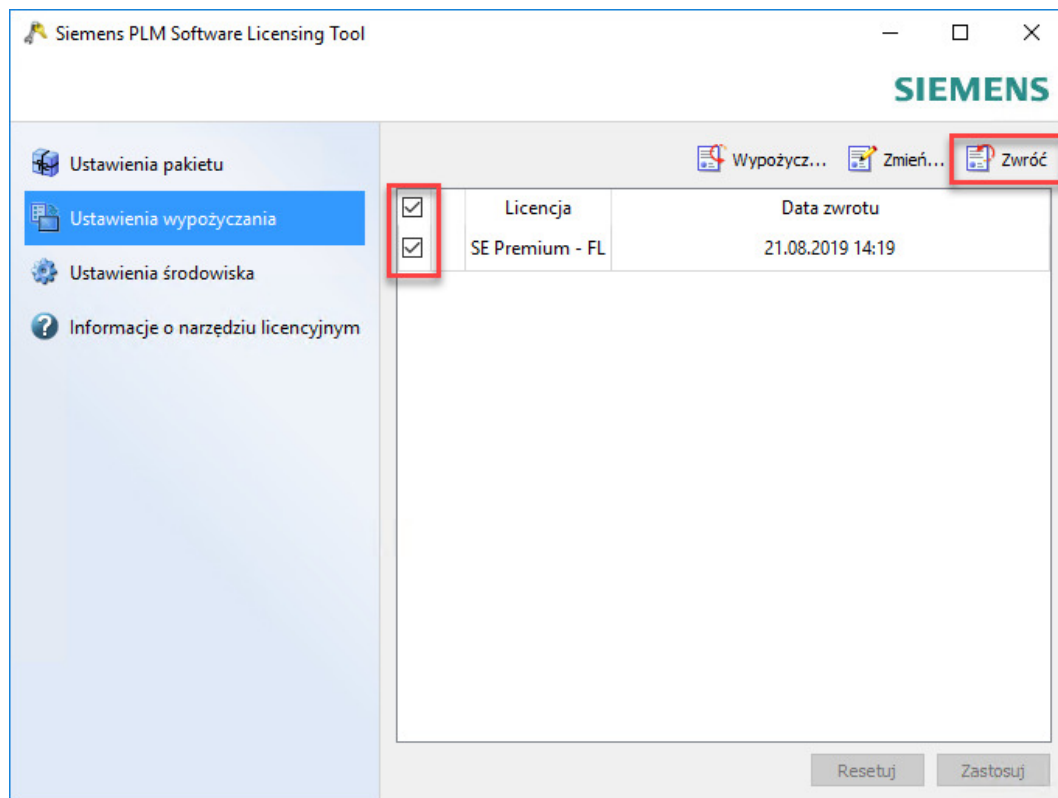 Siemens PLM Software Licensing Tool
SIEMENS
Ustawienia pakietu
Ustawienia wypożyczania
Ustawienia środowiska
Informacje o narzędziu licencyjnym
Wypożycz... Zmień... Zwróć
Licencja Data zwrotu
SE Premium - FL 21.08.2019 14:19
Resetuj Zastosuj